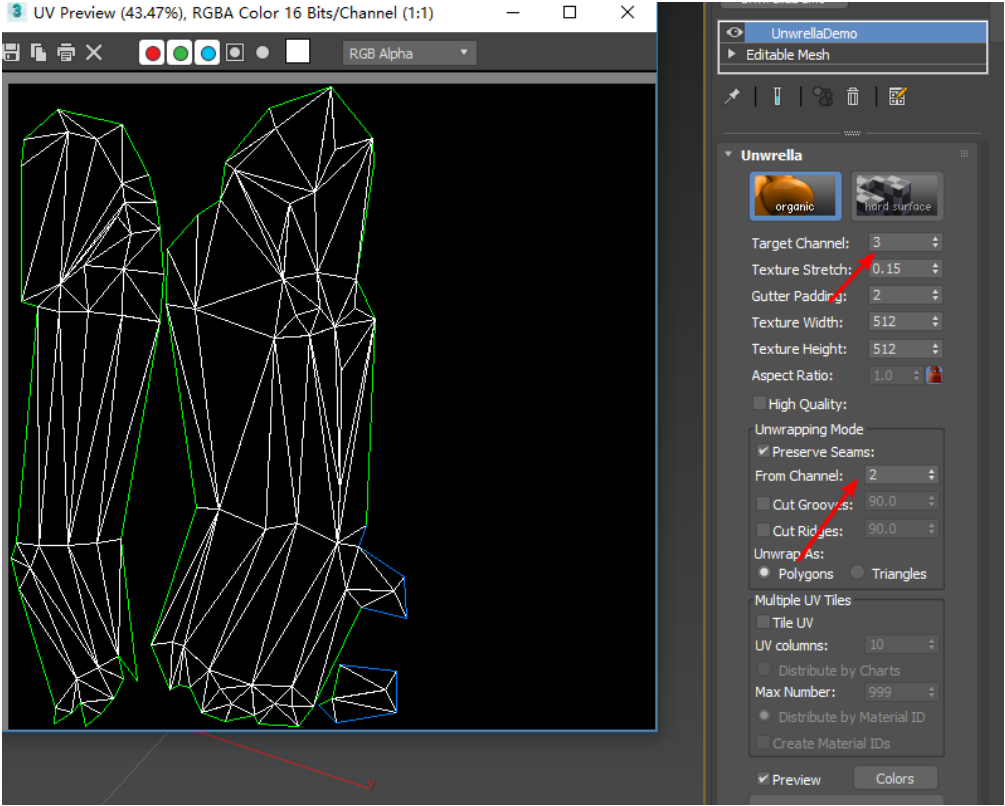 UV Preview (43.47%), RGBA Color 16 Bits/Channel (1:1)
RGB Alpha
UnwrellaDemo
Editable Mesh
Unwrella
organic
hard surface
Target Channel: 3
Texture Stretch: 0.15
Gutter Padding: 2
Texture Width: 512
Texture Height: 512
Aspect Ratio: 1.0
High Quality:
Unwrapping Mode
Preserve Seams:
From Channel: 2
Cut Grooves: 90.0
Cut Ridges: 90.0
Unwrap As:
Polygons Triangles
Multiple UV Tiles
Tile UV
UV columns: 10
Distribute by Charts
Max Number: 999
Distribute by Material ID
Create Material IDs
Preview Colors
y